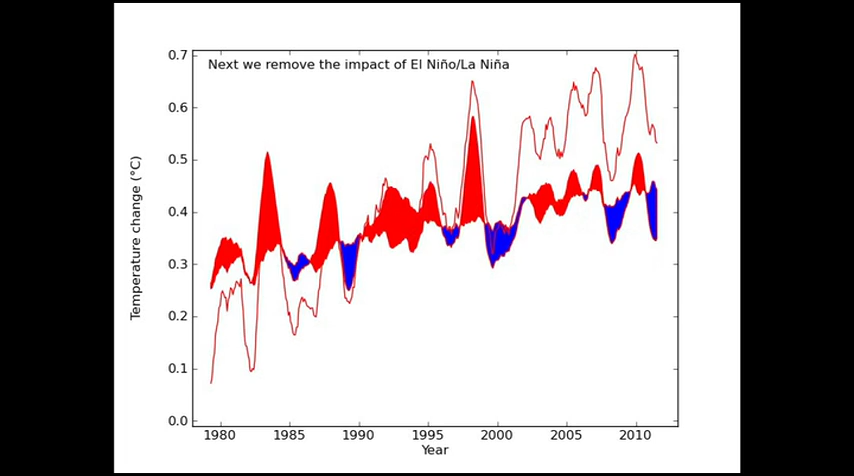 Next we remove the impact of El Niño/La Niña
0.7
0.6
0.5
0.4
0.3
0.2
0.1
0.0
Temperature change (°C)
1980 1985 1990 1995 2000 2005 2010
Year